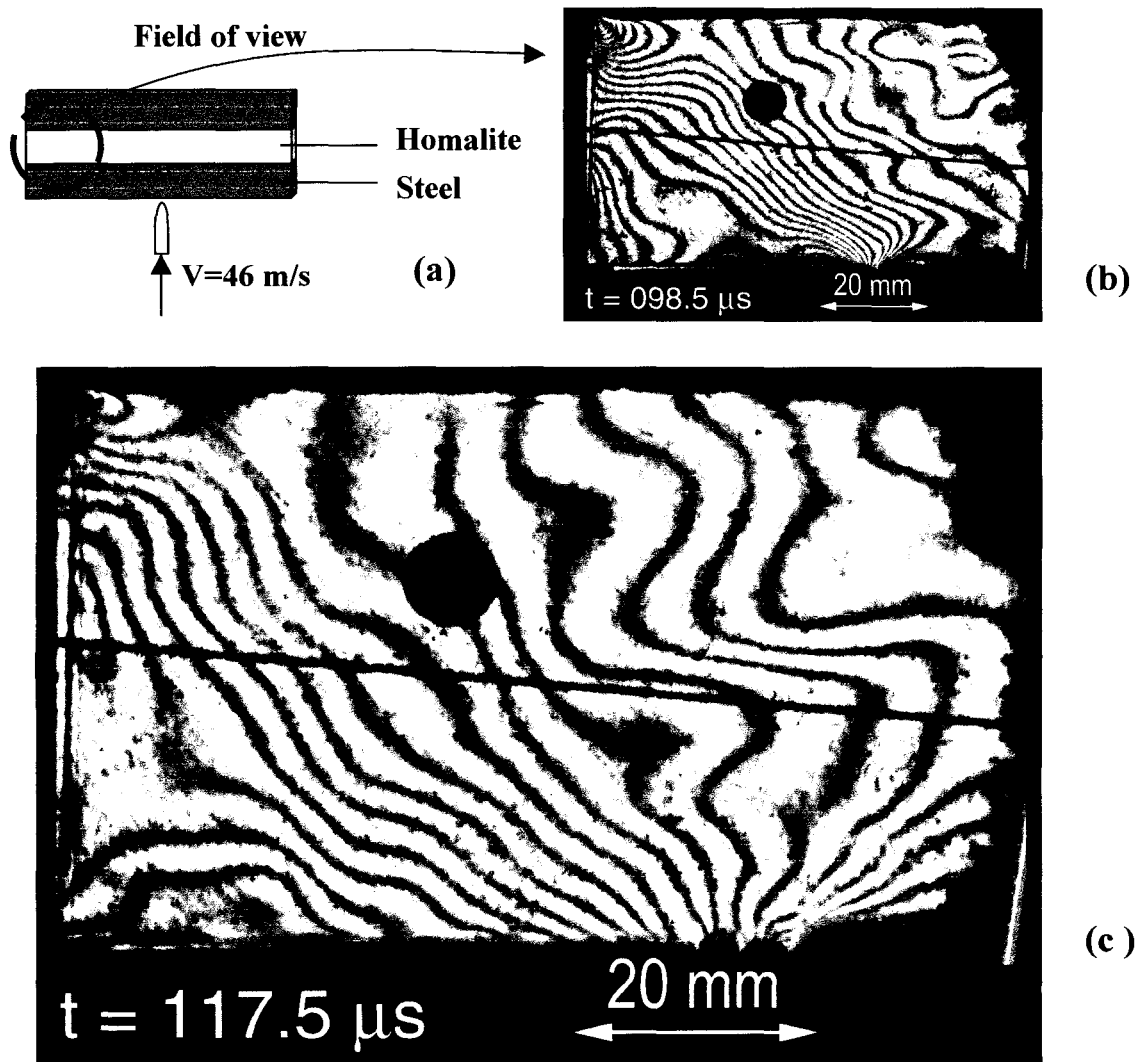 Field of view
Homalite
Steel
V=46 m/s
(a)
t = 098.5 µs
20 mm
(b)
t = 117.5 µs
20 mm
(c )